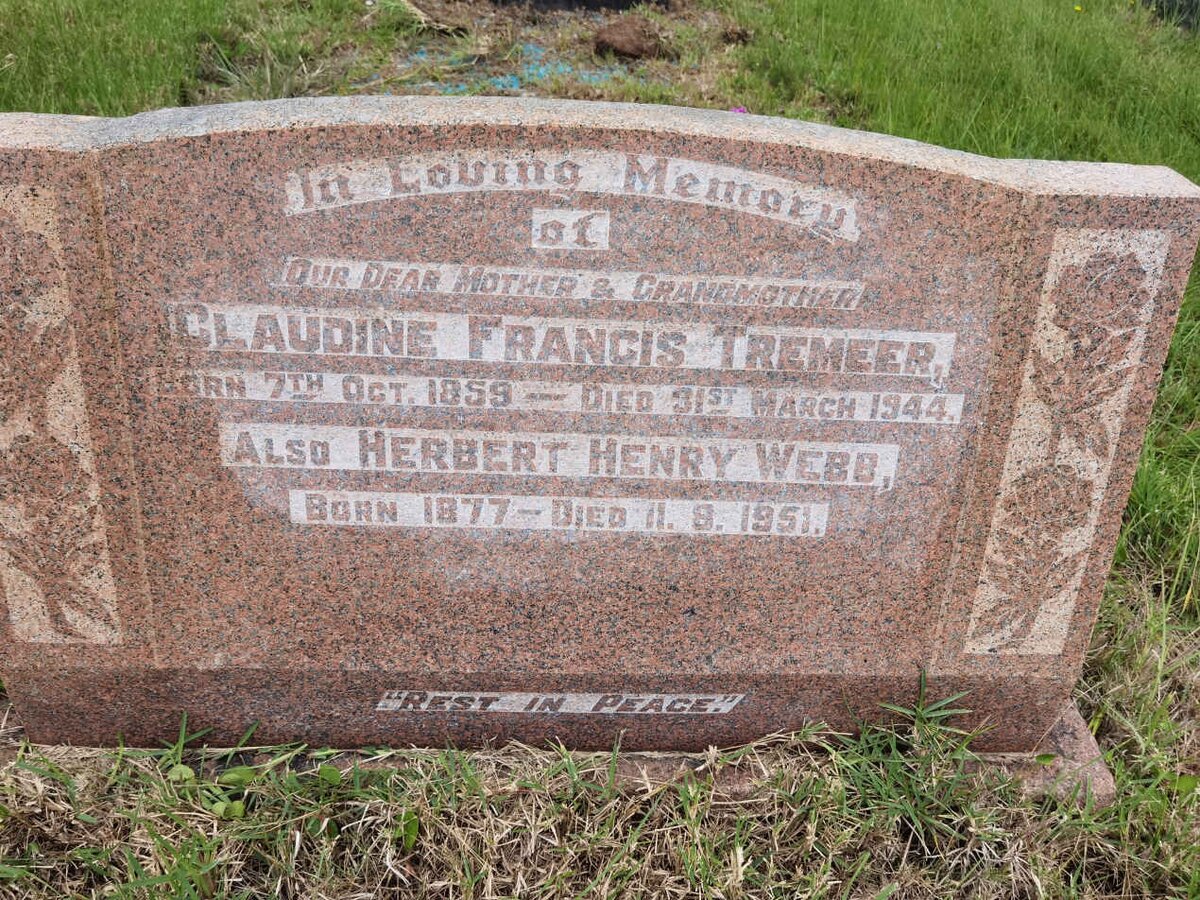 In Loving Memory
of
OUR DEAR MOTHER & GRANDMOTHER
CLAUDINE FRANCIS TREMEER,
BORN 7TH OCT. 1859 — DIED 31ST MARCH 1944.
ALSO HERBERT HENRY WEBB,
BORN 1877 — DIED 11. 9. 1951.
"REST IN PEACE."